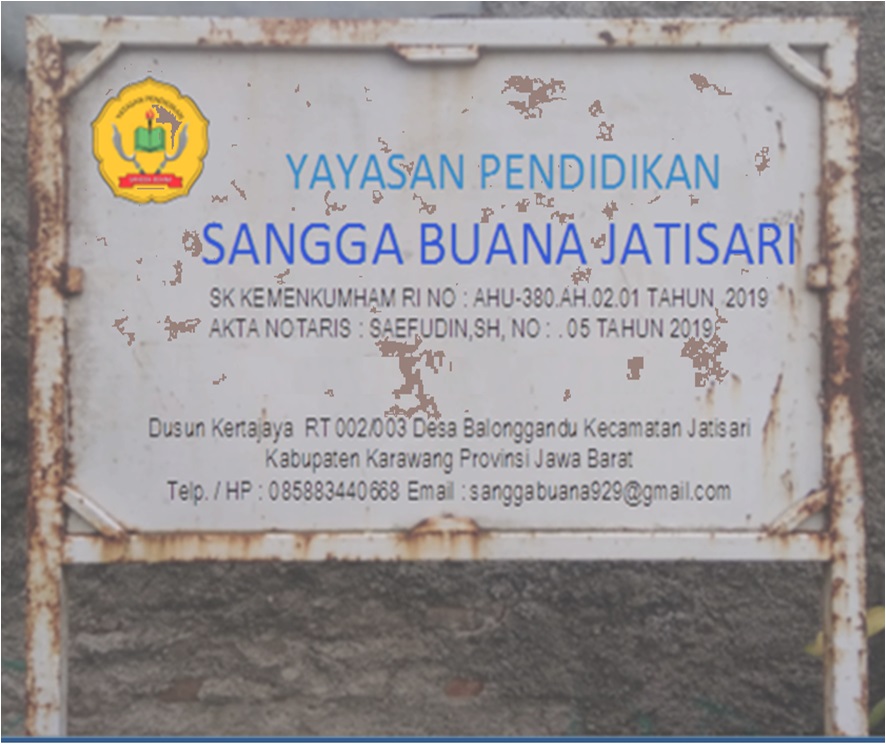 YAYASAN PENDIDIKAN
YAYASAN PENDIDIKAN
SANGGA BUANA JATISARI
SK KEMENKUMHAM RI NO : AHU-380.AH.02.01 TAHUN 2019
AKTA NOTARIS : SAEFUDIN,SH, NO : . 05 TAHUN 2019
Dusun Kertajaya RT 002/003 Desa Balonggandu Kecamatan Jatisari
Kabupaten Karawang Provinsi Jawa Barat
Telp. / HP : 085883440668 Email : sanggabuana929@gmail.com